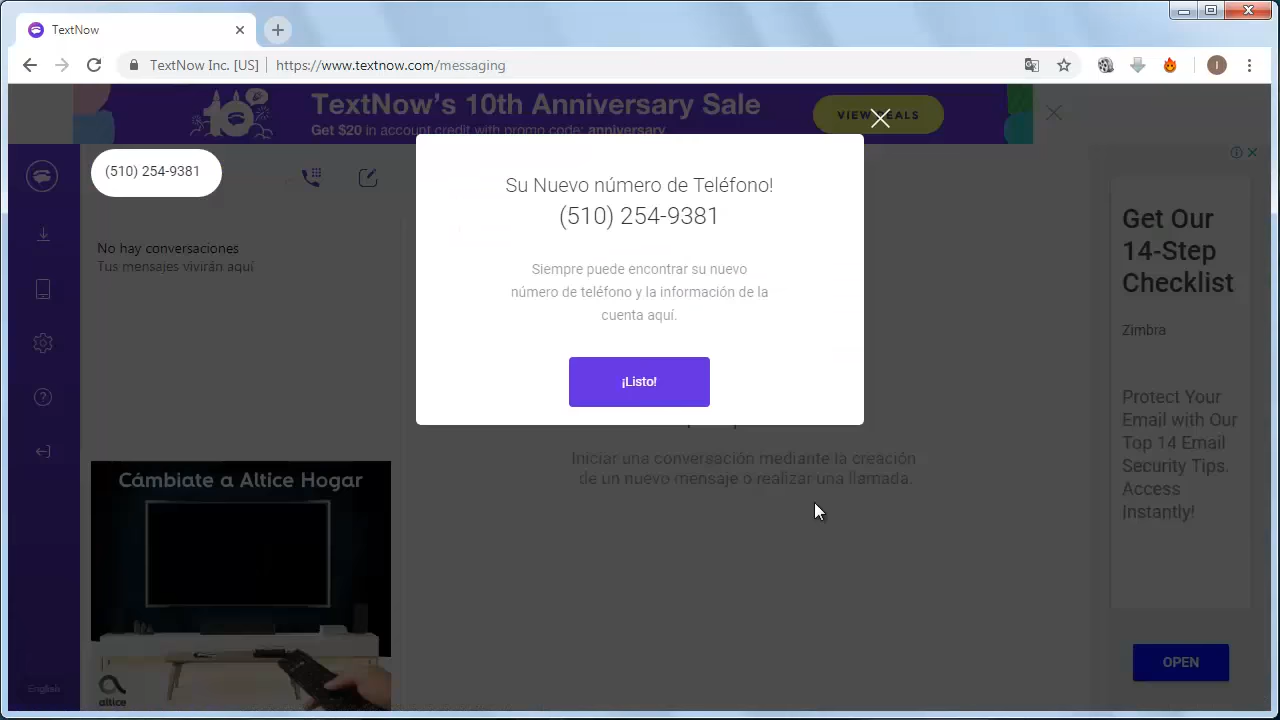 TextNow
TextNow Inc. [US]
https://www.textnow.com/messaging
I
TextNow's 10th Anniversary Sale
Get $20 in account credit with promo code: anniversary
VIEW DEALS
(510) 254-9381
Su Nuevo número de Teléfono!
(510) 254-9381
Siempre puede encontrar su nuevo
número de teléfono y la información de la
cuenta aquí.
¡Listo!
No hay conversaciones
Tus mensajes vivirán aquí
Iniciar una conversación mediante la creación
de un nuevo mensaje o realizar una llamada.
Cámbiate a Altice Hogar
altice
English
Get Our
14-Step
Checklist
Zimbra
Protect Your
Email with Our
Top 14 Email
Security Tips.
Access
Instantly!
OPEN